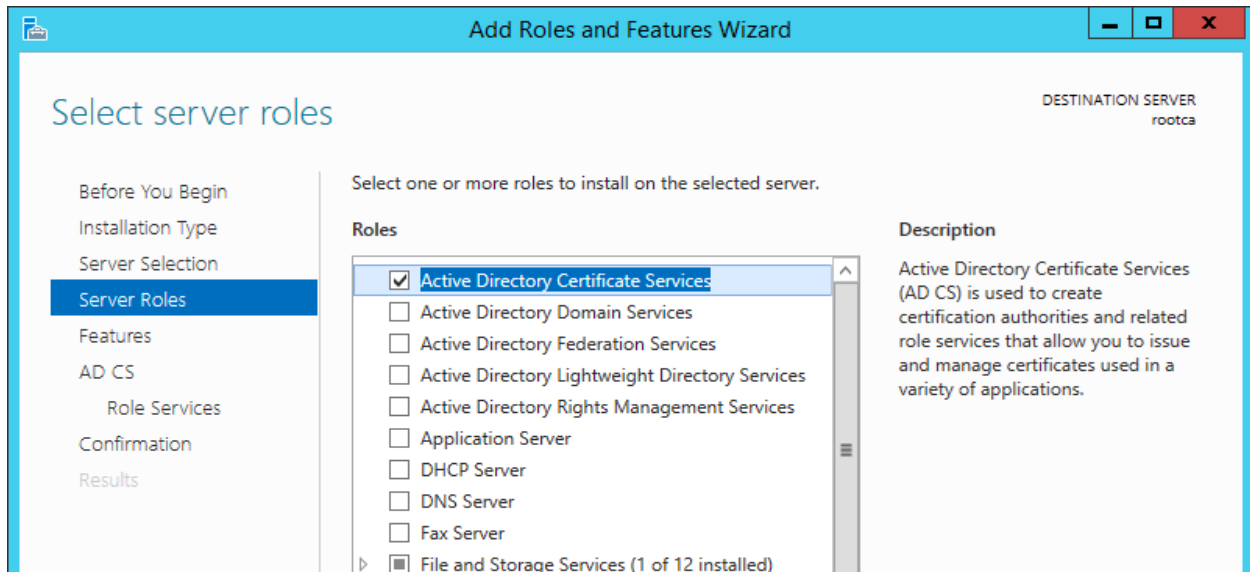 Add Roles and Features Wizard
Select server roles
DESTINATION SERVER
rootca
Before You Begin
Installation Type
Server Selection
Server Roles
Features
AD CS
Role Services
Confirmation
Results
Select one or more roles to install on the selected server.
Roles
Active Directory Certificate Services
Active Directory Domain Services
Active Directory Federation Services
Active Directory Lightweight Directory Services
Active Directory Rights Management Services
Application Server
DHCP Server
DNS Server
Fax Server
File and Storage Services (1 of 12 installed)
Description
Active Directory Certificate Services
(AD CS) is used to create
certification authorities and related
role services that allow you to issue
and manage certificates used in a
variety of applications.